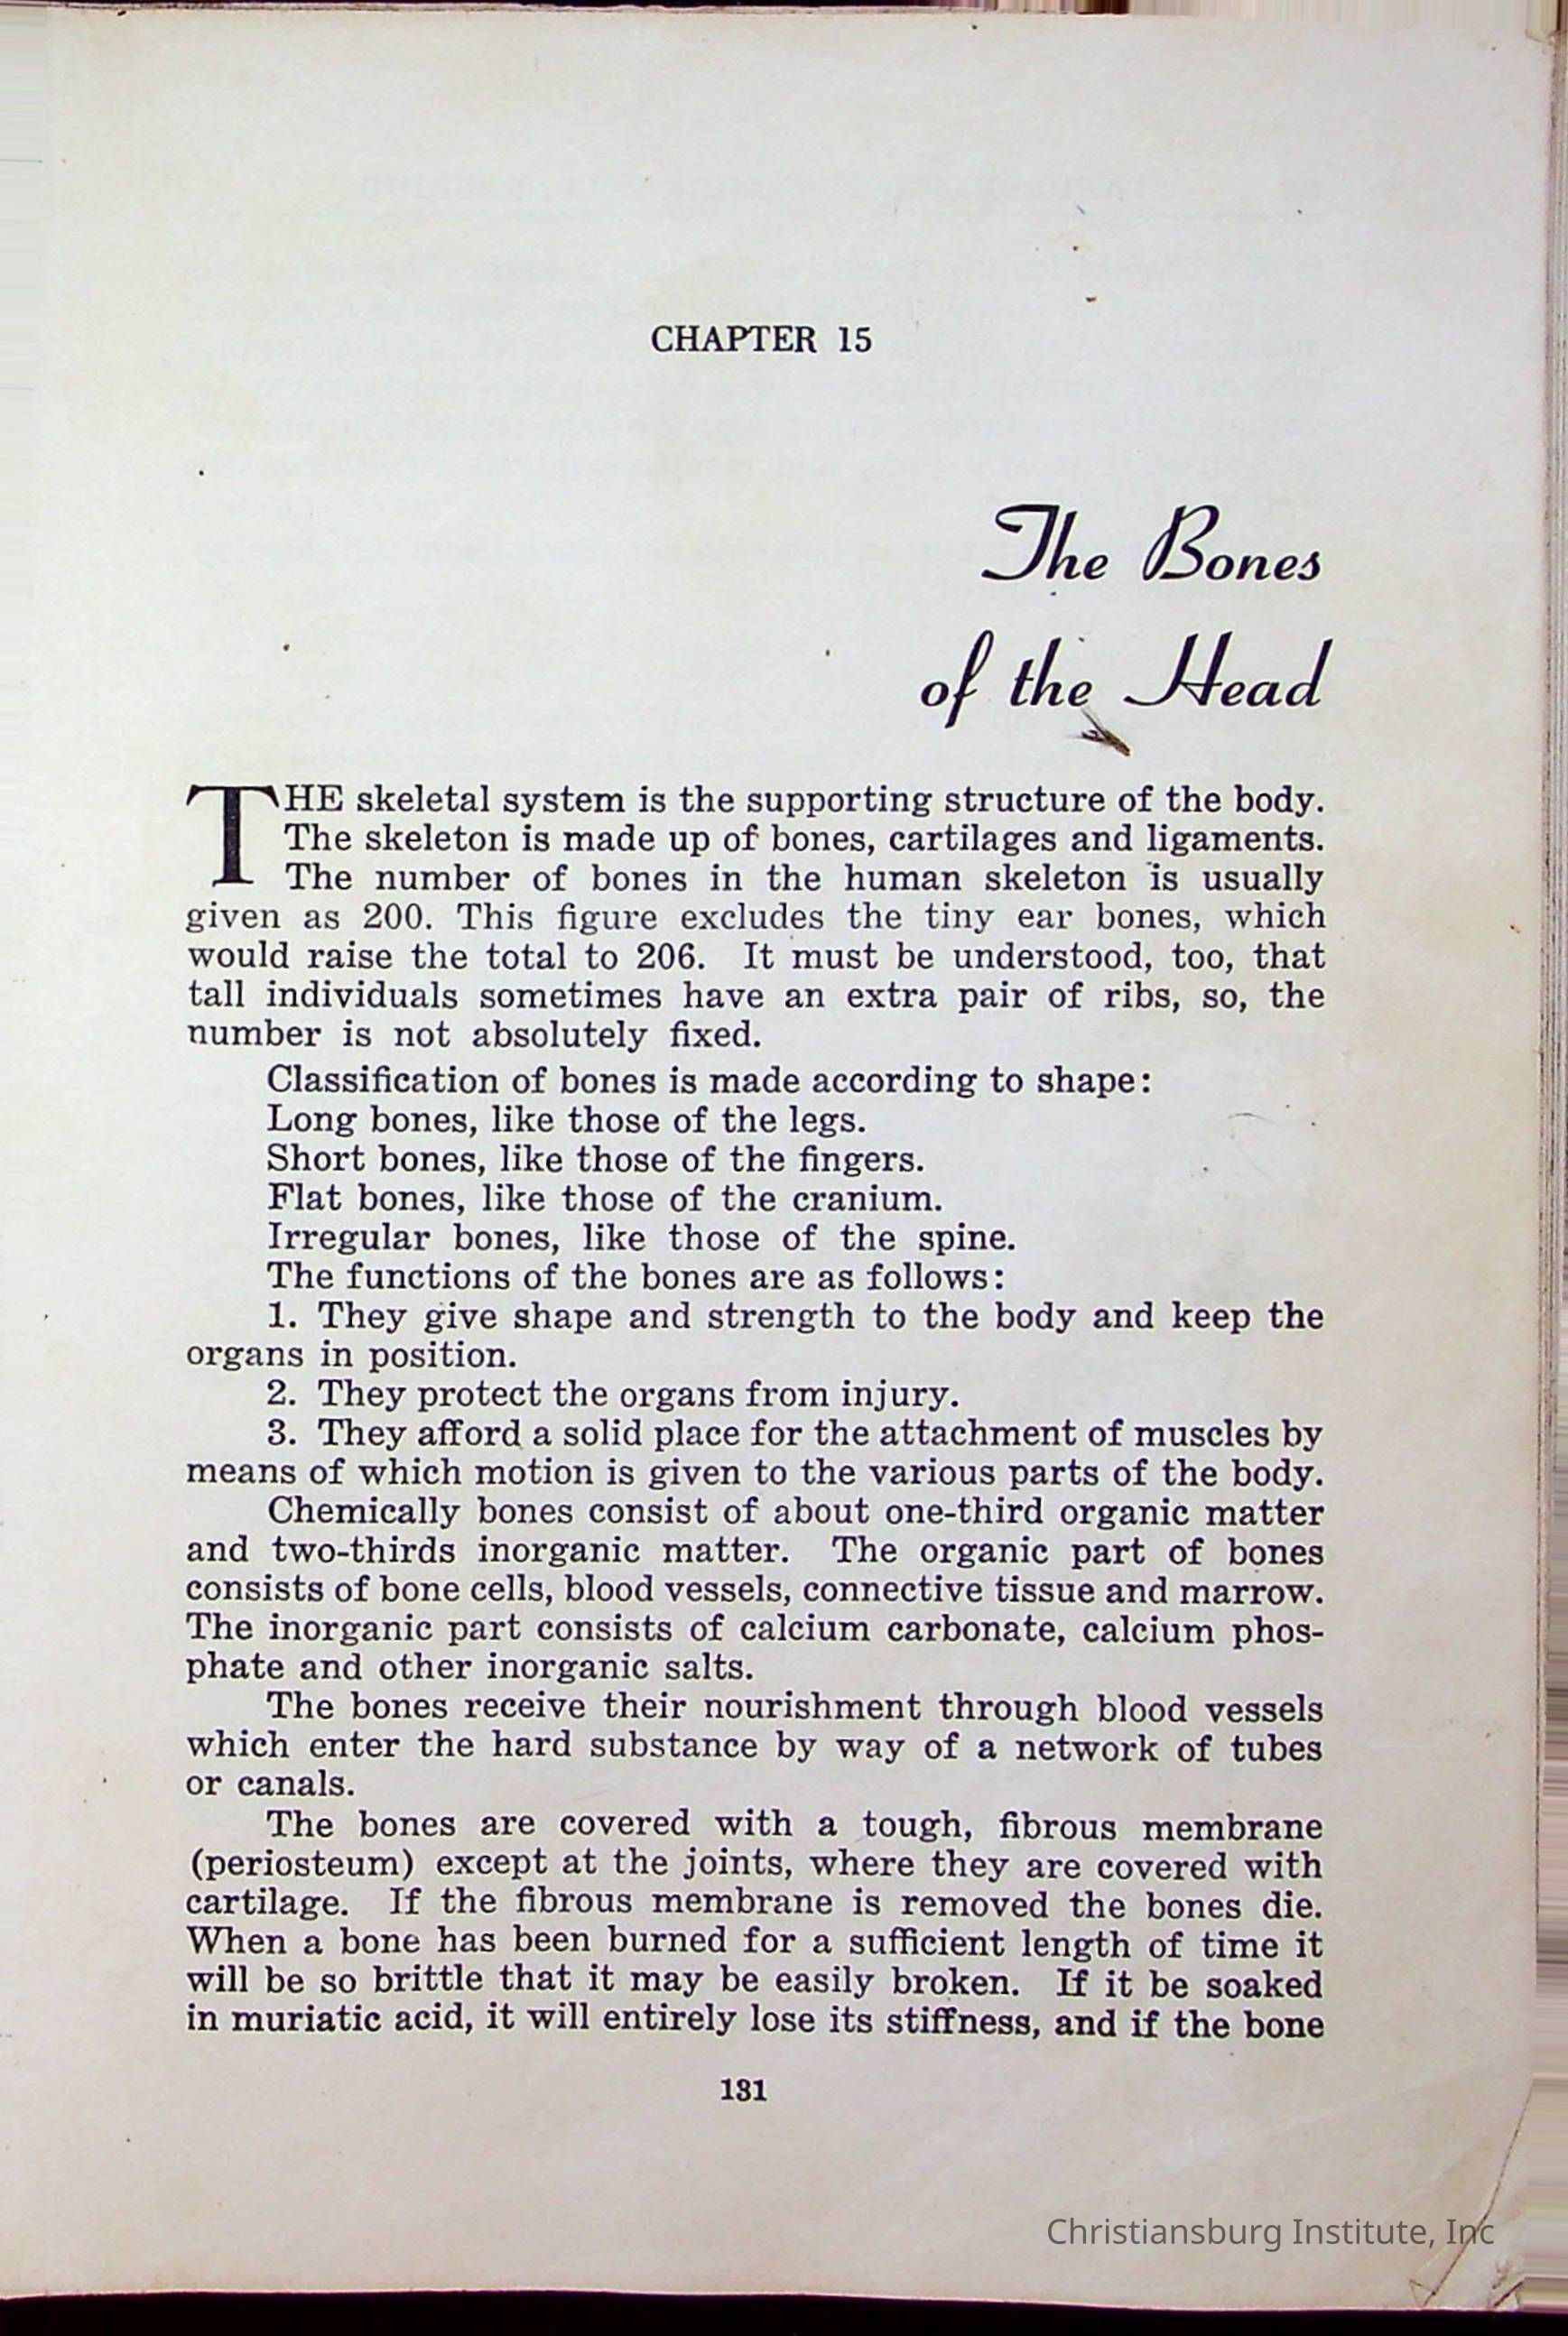 CHAPTER 15
The Bones
of the Head
THE skeletal system is the supporting structure of the body.
The skeleton is made up of bones, cartilages and ligaments.
The number of bones in the human skeleton is usually
given as 200. This figure excludes the tiny ear bones, which
would raise the total to 206. It must be understood, too, that
tall individuals sometimes have an extra pair of ribs, so, the
number is not absolutely fixed.
Classification of bones is made according to shape:
Long bones, like those of the legs.
Short bones, like those of the fingers.
Flat bones, like those of the cranium.
Irregular bones, like those of the spine.
The functions of the bones are as follows:
1. They give shape and strength to the body and keep the
organs in position.
2. They protect the organs from injury.
3. They afford a solid place for the attachment of muscles by
means of which motion is given to the various parts of the body.
Chemically bones consist of about one-third organic matter
and two-thirds inorganic matter. The organic part of bones
consists of bone cells, blood vessels, connective tissue and marrow.
The inorganic part consists of calcium carbonate, calcium phos-
phate and other inorganic salts.
The bones receive their nourishment through blood vessels
which enter the hard substance by way of a network of tubes
or canals.
The bones are covered with a tough, fibrous membrane
(periosteum) except at the joints, where they are covered with
cartilage. If the fibrous membrane is removed the bones die.
When a bone has been burned for a sufficient length of time it
will be so brittle that it may be easily broken. If it be soaked
in muriatic acid, it will entirely lose its stiffness, and if the bone
131
Christiansburg Institute, Inc